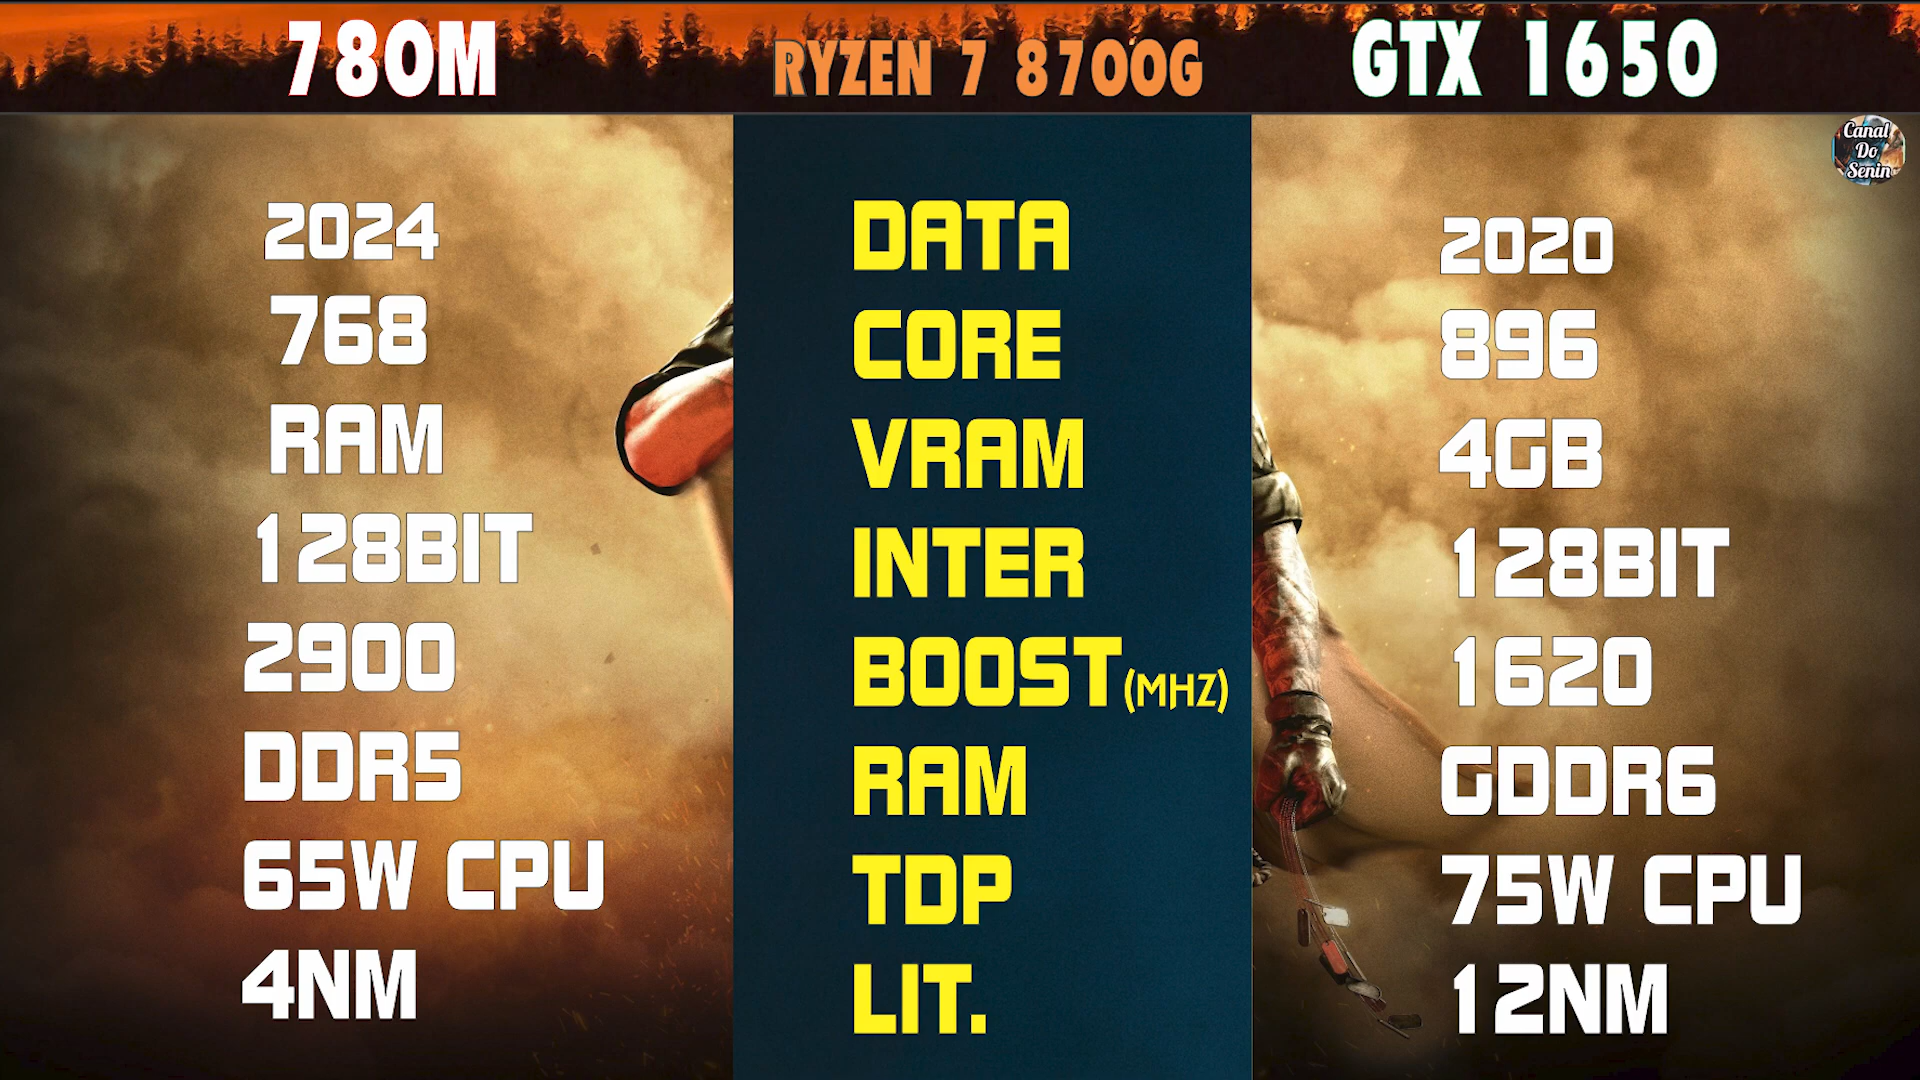 780M RYZEN 7 8700G GTX 1650
Canal
Do
Senin
2024 DATA 2020
768 CORE 896
RAM VRAM 4GB
128BIT INTER 128BIT
2900 BOOST(MHZ) 1620
DDR5 RAM GDDR6
65W CPU TDP 75W CPU
4NM LIT. 12NM